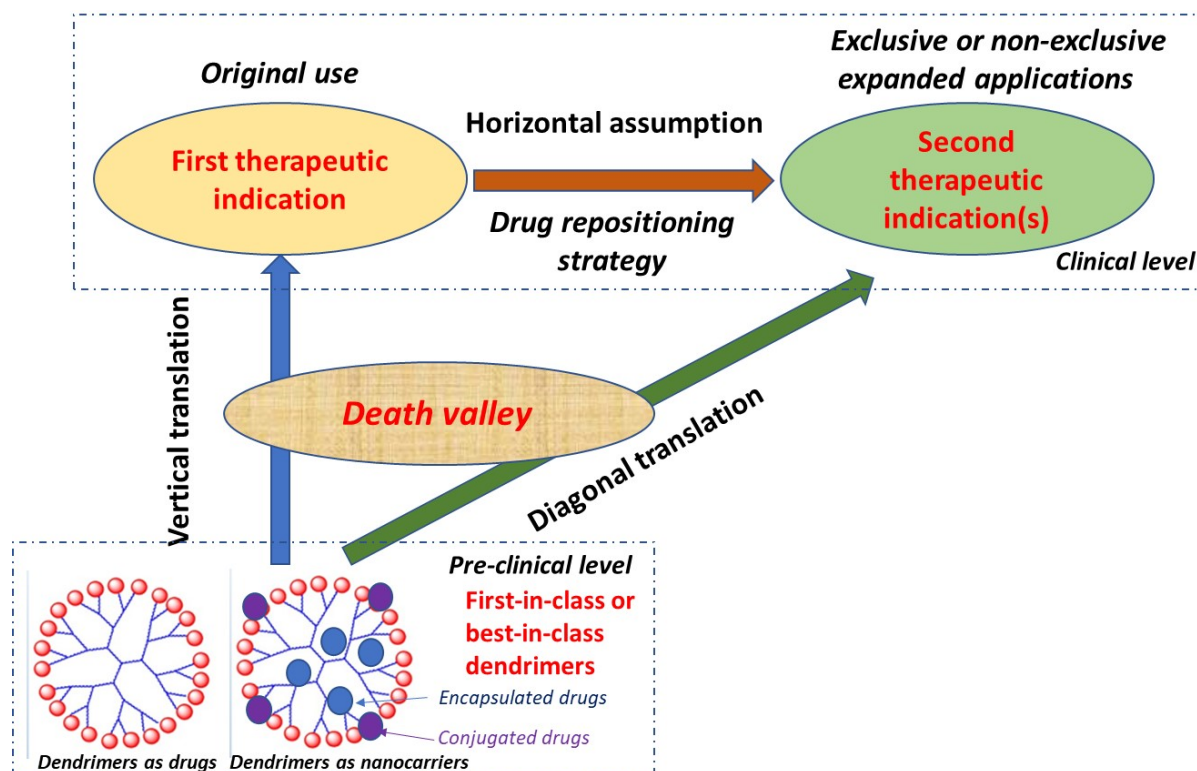 Original use
First therapeutic
indication
Horizontal assumption
Drug repositioning
strategy
Exclusive or non-exclusive
expanded applications
Second
therapeutic
indication(s)
Clinical level
Vertical translation
Death valley
Diagonal translation
Pre-clinical level
First-in-class or
best-in-class
dendrimers
Encapsulated drugs
Conjugated drugs
Dendrimers as drugs
Dendrimers as nanocarriers